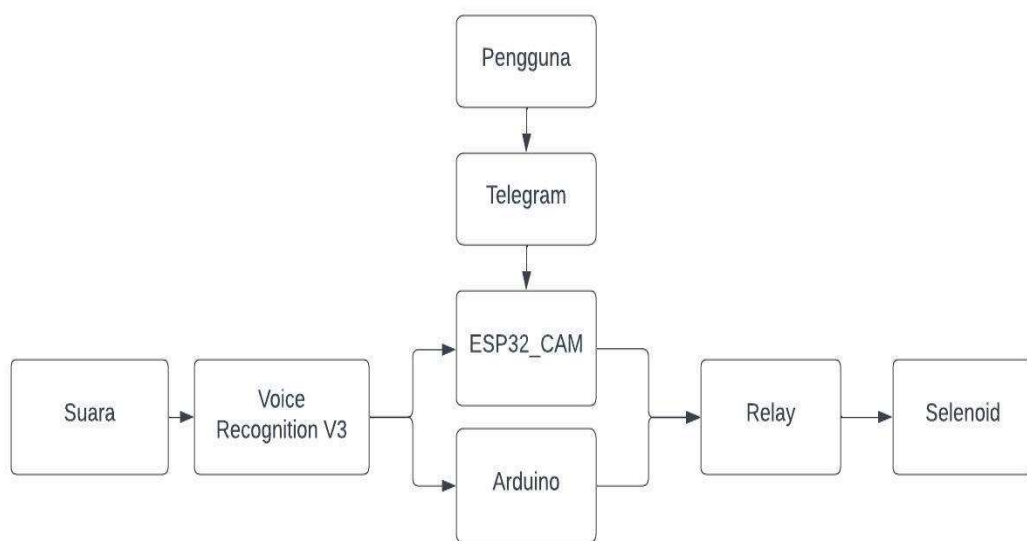 Pengguna
Telegram
ESP32_CAM
Suara
Voice
Recognition V3
Arduino
Relay
Selenoid